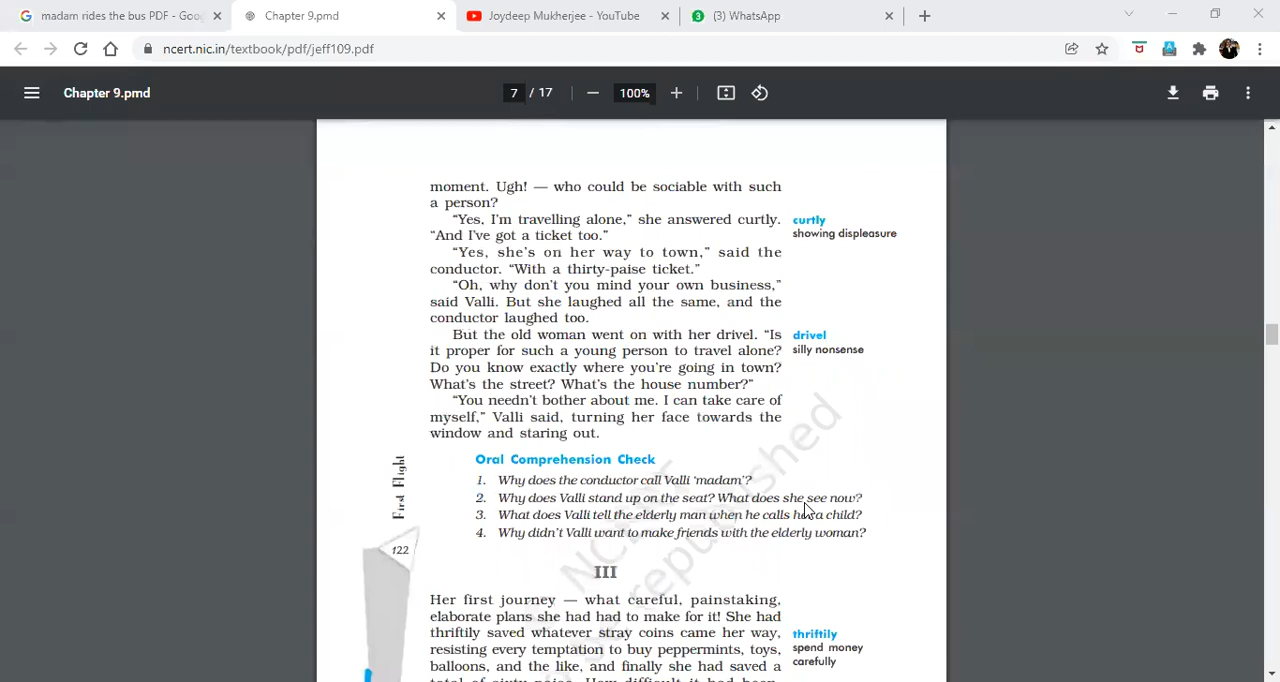 madam rides the bus PDF - Goo
Chapter 9.pmd
Joydeep Mukherjee - YouTube
3
(3) WhatsApp
ncert.nic.in/textbook/pdf/jeff109.pdf
Chapter 9.pmd
7 / 17
100%
moment. Ugh! — who could be sociable with such
a person?
“Yes, I’m travelling alone,” she answered curtly.
“And I’ve got a ticket too.”
curtly
showing displeasure
“Yes, she’s on her way to town,” said the
conductor. “With a thirty-paise ticket.”
“Oh, why don’t you mind your own business,”
said Valli. But she laughed all the same, and the
conductor laughed too.
But the old woman went on with her drivel. “Is
it proper for such a young person to travel alone?
Do you know exactly where you’re going in town?
What’s the street? What’s the house number?”
drivel
silly nonsense
“You needn’t bother about me. I can take care of
myself,” Valli said, turning her face towards the
window and staring out.
Oral Comprehension Check
1. Why does the conductor call Valli ‘madam’?
2. Why does Valli stand up on the seat? What does she see now?
3. What does Valli tell the elderly man when he calls her a child?
4. Why didn’t Valli want to make friends with the elderly woman?
First Flight
122
III
Her first journey — what careful, painstaking,
elaborate plans she had had to make for it! She had
thriftily saved whatever stray coins came her way,
resisting every temptation to buy peppermints, toys,
balloons, and the like, and finally she had saved a
total of sixty paise. How difficult it had been,
thriftily
spend money
carefully
NCERT
republished